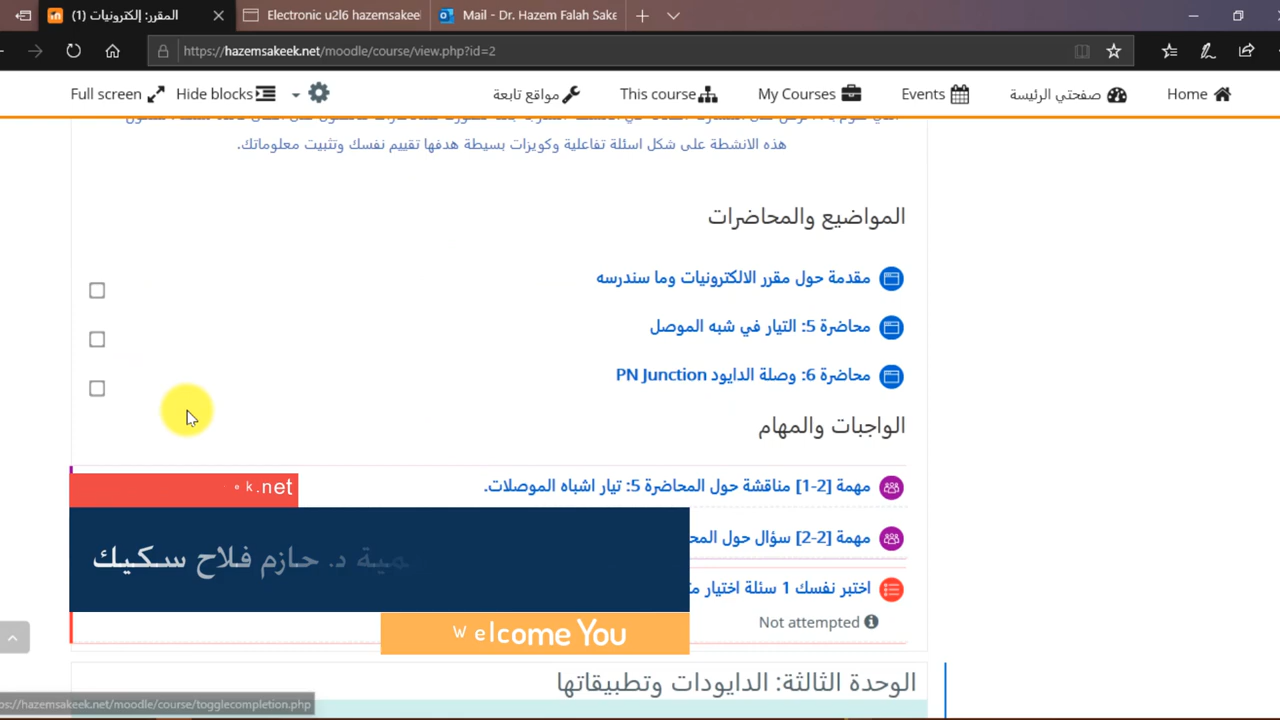 المقرر: إلكترونيات (1)
Electronic u2l6 hazemsakee
Mail - Dr. Hazem Falah Sake
https://hazemsakeek.net/moodle/course/view.php?id=2
Full screen
Hide blocks
مواقع تابعة
This course
My Courses
Events
صفحتي الرئيسة
Home
هذه الانشطة على شكل اسئلة تفاعلية وكويزات بسيطة هدفها تقييم نفسك وتثبيت معلوماتك.
المواضيع والمحاضرات
مقدمة حول مقرر الالكترونيات وما سندرسه
محاضرة 5: التيار في شبه الموصل
محاضرة 6: وصلة الدايود PN Junction
الواجبات والمهام
مهمة [1-2] مناقشة حول المحاضرة 5: تيار اشباه الموصلات.
k.net
مهمة [2-2] سؤال حول المح
مية د. حازم فلاح سكيك
اختبر نفسك 1 سئلة اختيار م
Not attempted
Welcome You
الوحدة الثالثة: الدايودات وتطبيقاتها
ps://hazemsakeek.net/moodle/course/togglecompletion.php